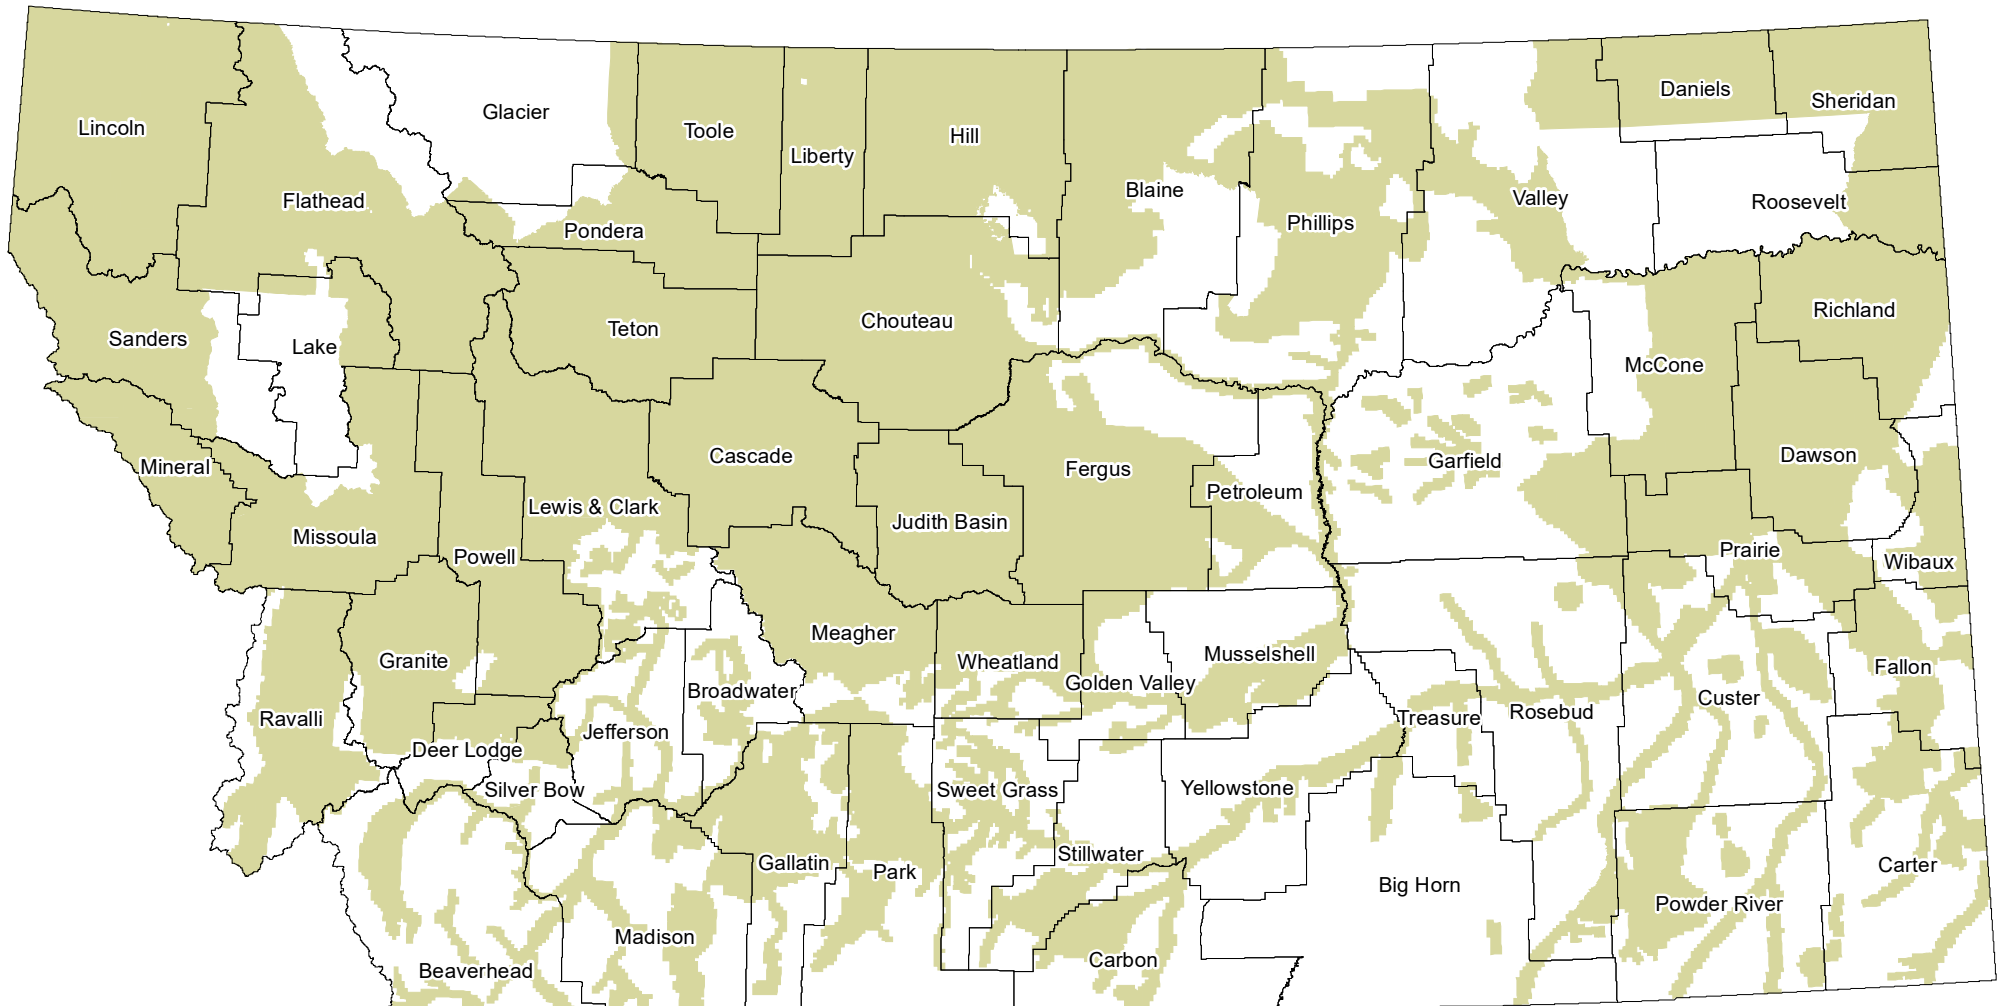 Lincoln
Flathead
Glacier
Toole
Liberty
Hill
Blaine
Phillips
Valley
Daniels
Sheridan
Roosevelt
Pondera
Sanders
Lake
Teton
Chouteau
McCone
Richland
Mineral
Missoula
Lewis & Clark
Powell
Cascade
Judith Basin
Fergus
Petroleum
Garfield
Dawson
Prairie
Wibaux
Ravalli
Granite
Deer Lodge
Silver Bow
Jefferson
Broadwater
Meagher
Wheatland
Golden Valley
Musselshell
Treasure
Rosebud
Custer
Fallon
Beaverhead
Madison
Gallatin
Park
Sweet Grass
Stillwater
Carbon
Yellowstone
Big Horn
Powder River
Carter